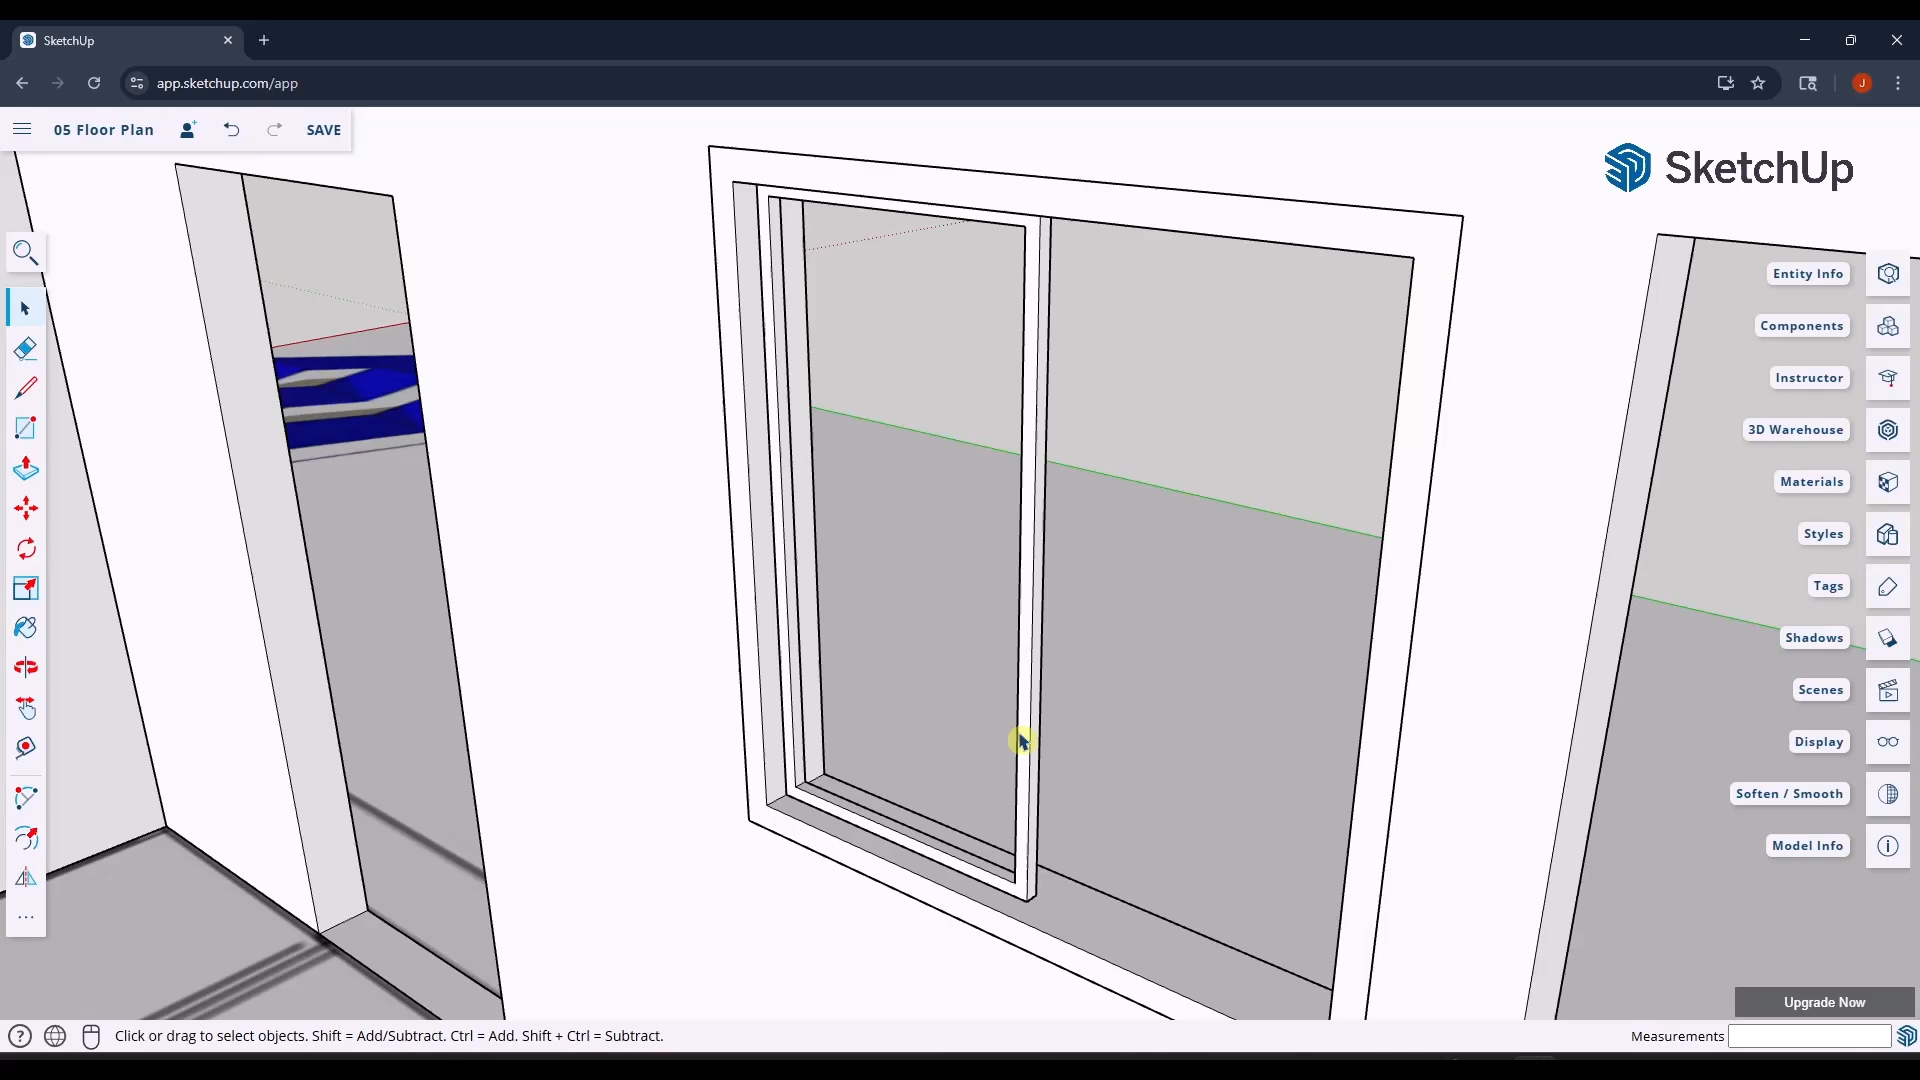 SketchUp
app.sketchup.com/app
J
05 Floor Plan
SAVE
SketchUp
Entity Info
Components
Instructor
3D Warehouse
Materials
Styles
Tags
Shadows
Scenes
Display
Soften / Smooth
Model Info
Upgrade Now
Click or drag to select objects. Shift = Add/Subtract. Ctrl = Add. Shift + Ctrl = Subtract.
Measurements